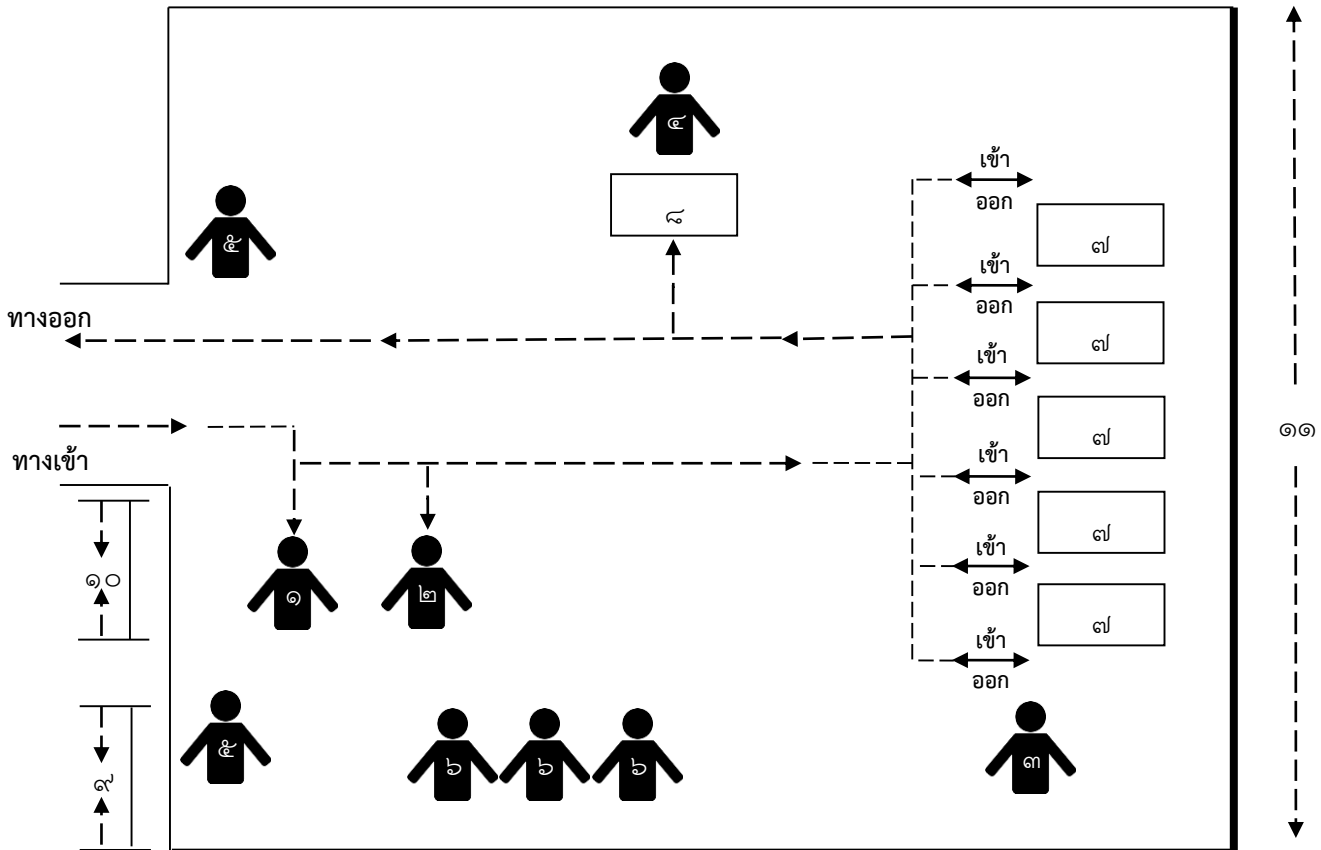 ๔
เข้า
ออก
๘
๕
๗
เข้า
ออก
ทางออก
๗
เข้า
ออก
๗
๑๑
ทางเข้า
เข้า
ออก
๗
เข้า
ออก
๑๐
๑
๒
๗
เข้า
ออก
๕
๖
๖
๖
๓
๙